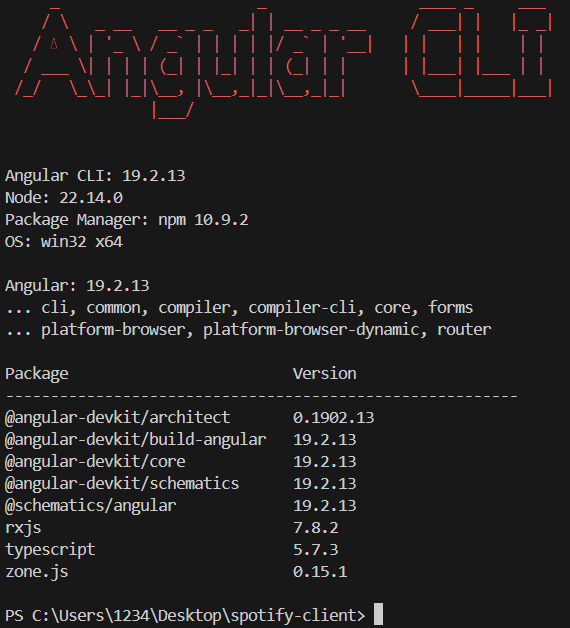 Angular CLI
Angular CLI: 19.2.13
Node: 22.14.0
Package Manager: npm 10.9.2
OS: win32 x64
Angular: 19.2.13
... cli, common, compiler, compiler-cli, core, forms
... platform-browser, platform-browser-dynamic, router
Package                         Version
---------------------------------------------------------
@angular-devkit/architect       0.1902.13
@angular-devkit/build-angular   19.2.13
@angular-devkit/core            19.2.13
@angular-devkit/schematics      19.2.13
@schematics/angular             19.2.13
rxjs                            7.8.2
typescript                      5.7.3
zone.js                         0.15.1
PS C:\Users\1234\Desktop\spotify-client>